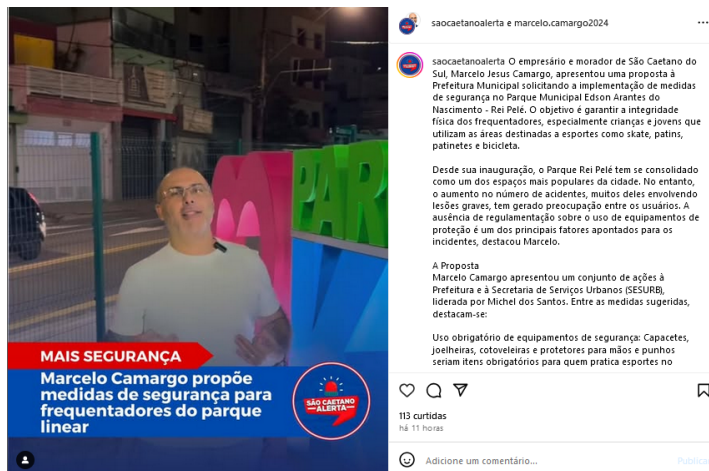 PAR
MAIS SEGURANÇA
Marcelo Camargo propõe
medidas de segurança para
frequentadores do parque
linear
SÃO CAETANO
ALERTA
saocaetanoalerta e marcelo.camargo2024
saocaetanoalerta O empresário e morador de São Caetano do
Sul, Marcelo Jesus Camargo, apresentou uma proposta à
Prefeitura Municipal solicitando a implementação de medidas
de segurança no Parque Municipal Edson Arantes do
Nascimento - Rei Pelé. O objetivo é garantir a integridade
física dos frequentadores, especialmente crianças e jovens que
utilizam as áreas destinadas a esportes como skate, patins,
patinetes e bicicleta.
Desde sua inauguração, o Parque Rei Pelé tem se consolidado
como um dos espaços mais populares da cidade. No entanto,
o aumento no número de acidentes, muitos deles envolvendo
lesões graves, tem gerado preocupação entre os usuários. A
ausência de regulamentação sobre o uso de equipamentos de
proteção é um dos principais fatores apontados para os
incidentes, destacou Marcelo.
A Proposta
Marcelo Camargo apresentou um conjunto de ações à
Prefeitura e à Secretaria de Serviços Urbanos (SESURB),
liderada por Michel dos Santos. Entre as medidas sugeridas,
destacam-se:
Uso obrigatório de equipamentos de segurança: Capacetes,
joelheiras, cotoveleiras e protetores para mãos e punhos
seriam itens obrigatórios para quem pratica esportes no
113 curtidas
há 11 horas
Adicione um comentário...